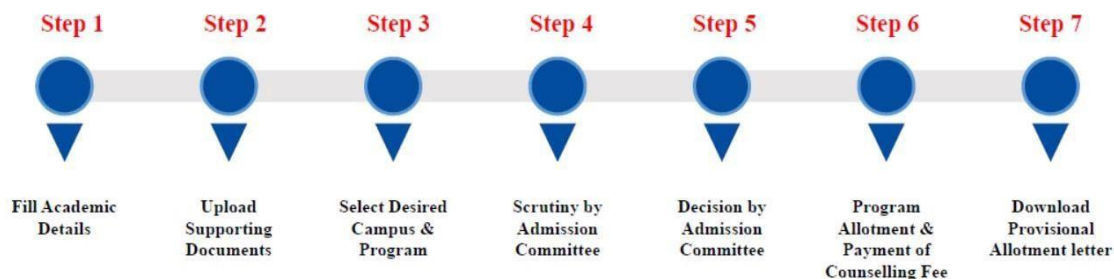 Step 1
Step 2
Step 3
Step 4
Step 5
Step 6
Step 7
Fill Academic
Details
Upload
Supporting
Documents
Select Desired
Campus &
Program
Scrutiny by
Admission
Committee
Decision by
Admission
Committee
Program
Allotment &
Payment of
Counselling Fee
Download
Provisional
Allotment letter